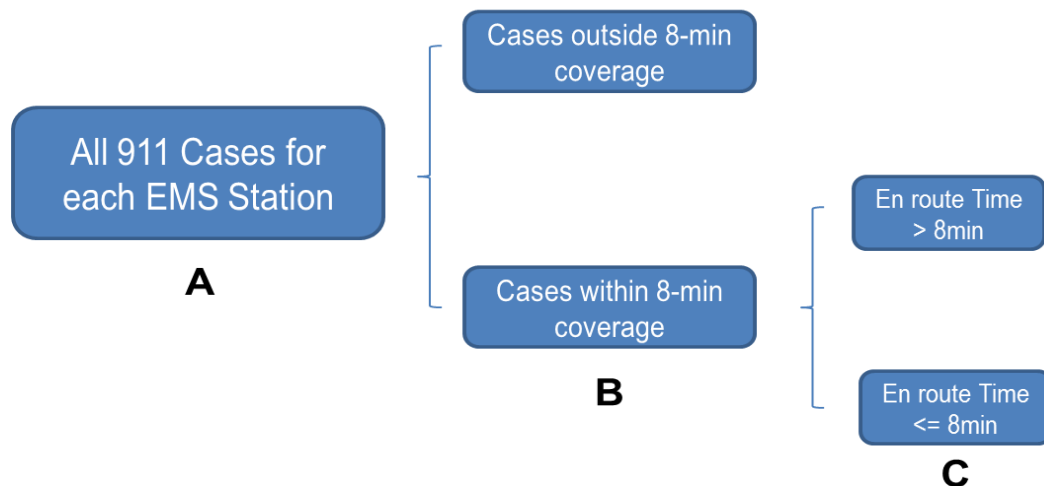 Cases outside 8-min
coverage
All 911 Cases for
each EMS Station
A
En route Time
> 8min
Cases within 8-min
coverage
B
En route Time
<= 8min
C